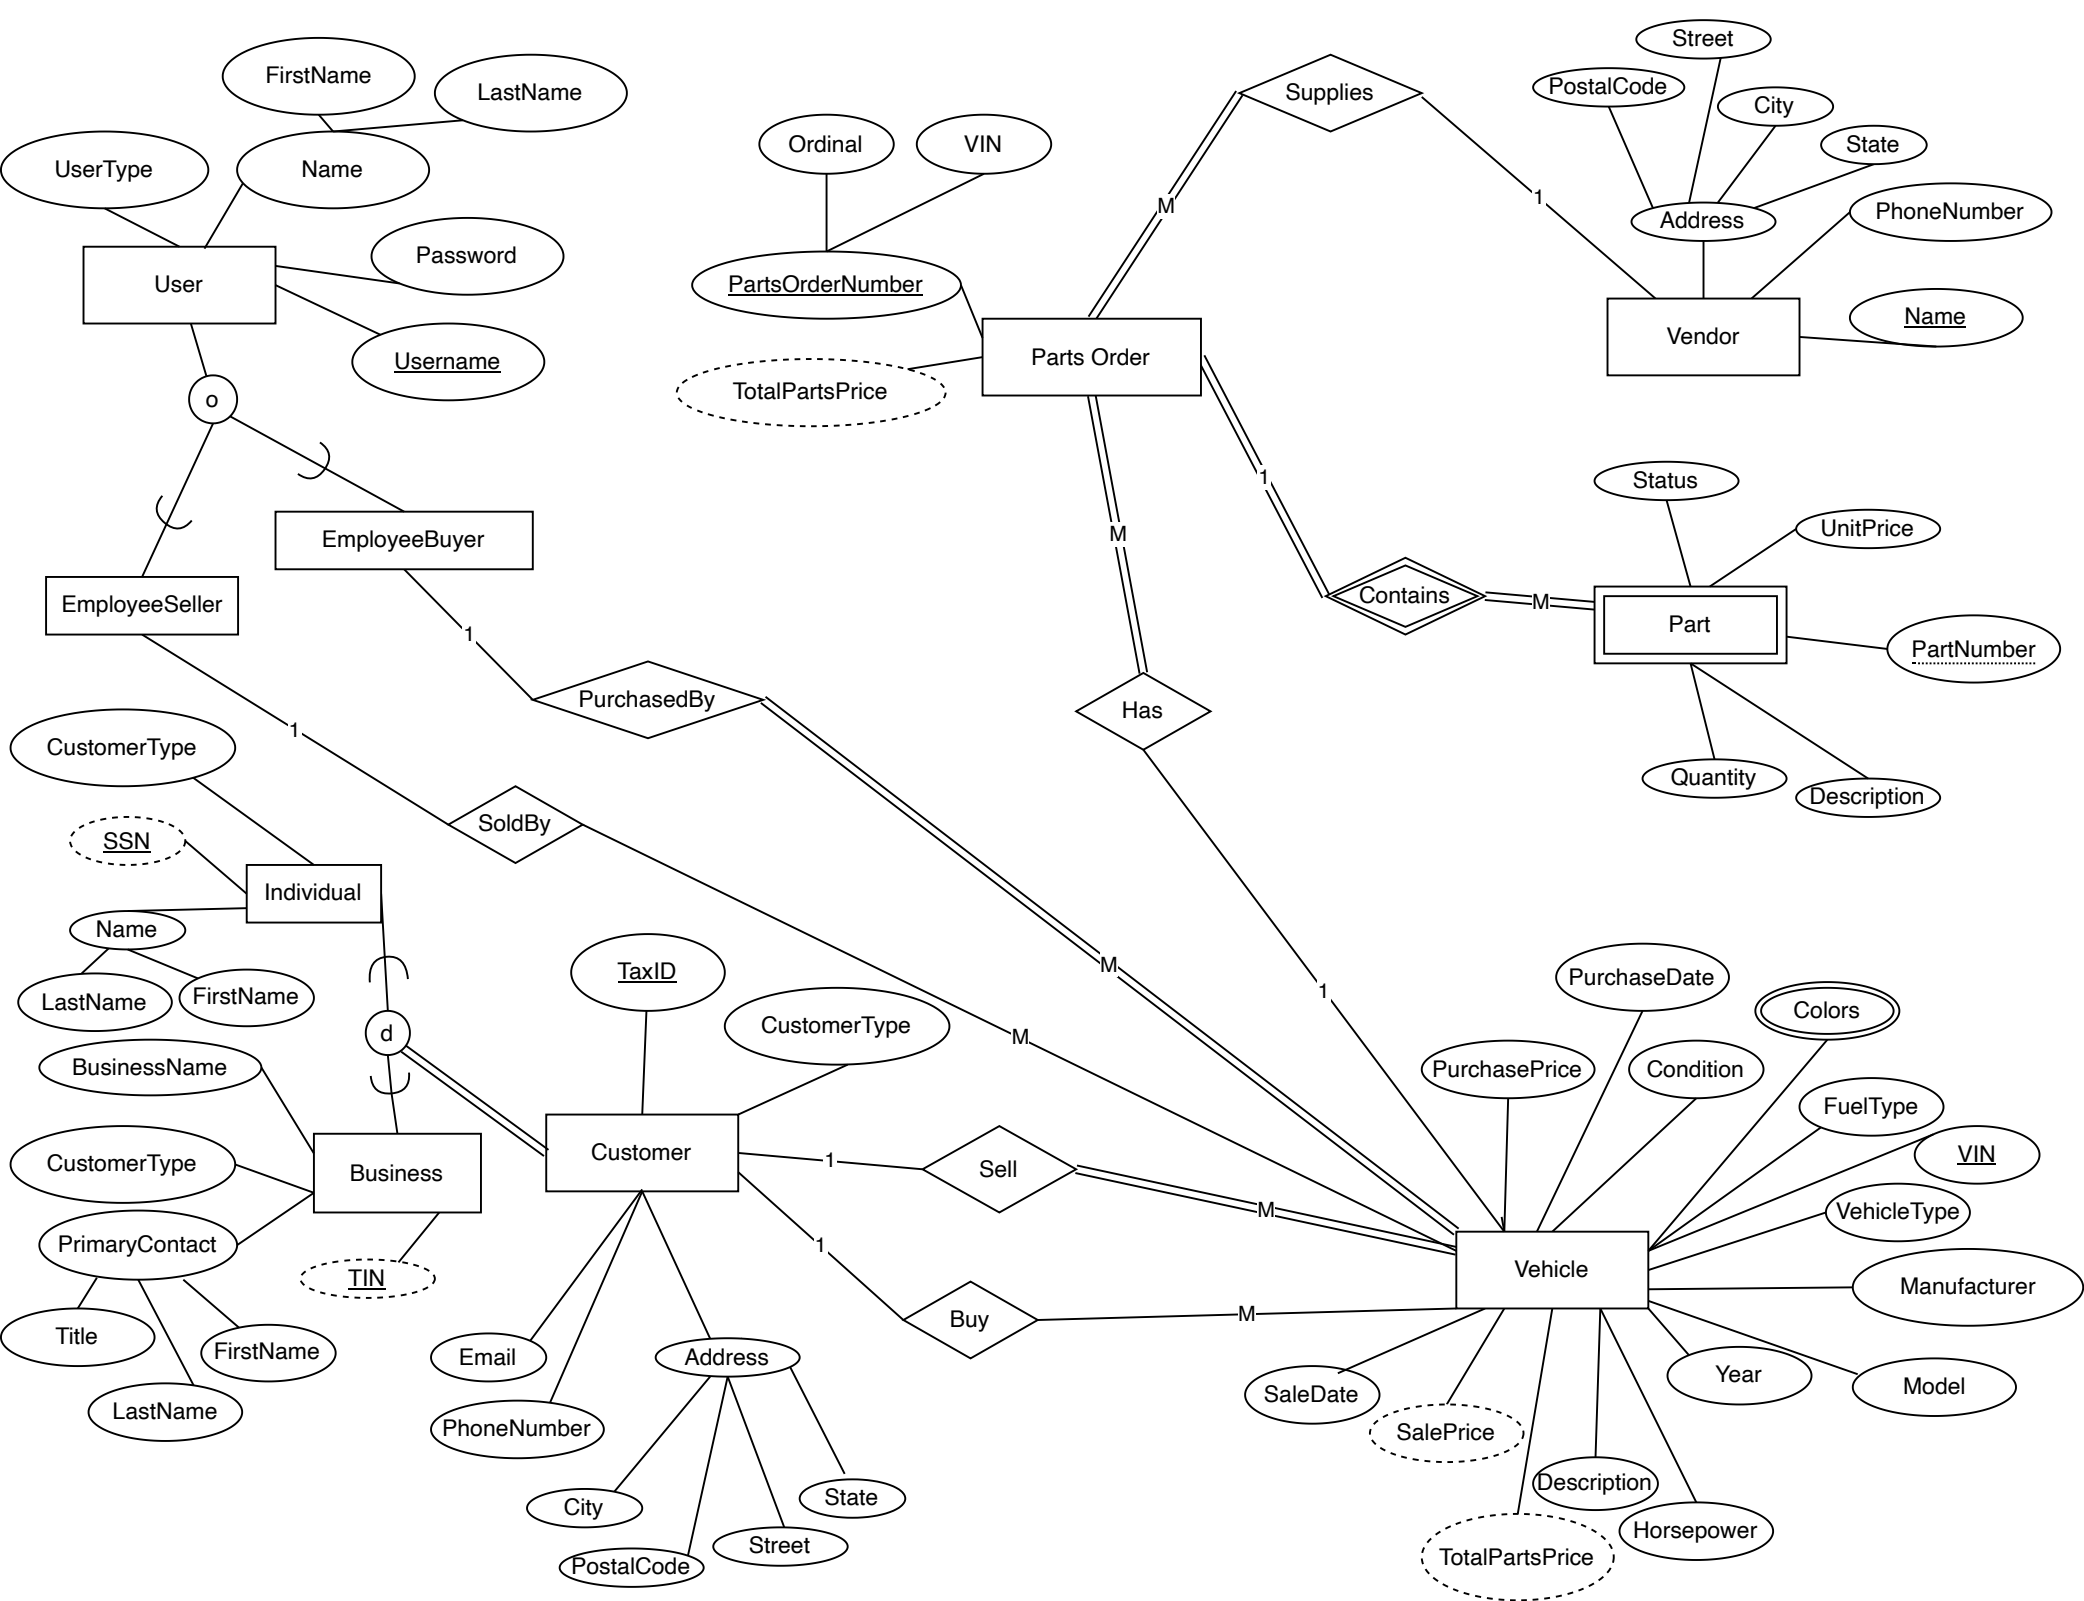 Street
FirstName
LastName
Supplies
PostalCode
City
Ordinal
VIN
State
UserType
Name
M
1
PhoneNumber
Address
Password
User
PartsOrderNumber
Name
Vendor
Username
Parts Order
TotalPartsPrice
o
1
Status
UnitPrice
M
EmployeeBuyer
Contains
M
EmployeeSeller
Part
1
PartNumber
PurchasedBy
Has
1
CustomerType
Quantity
Description
SoldBy
SSN
Individual
Name
M
TaxID
PurchaseDate
1
LastName
FirstName
Colors
CustomerType
d
M
BusinessName
PurchasePrice
Condition
FuelType
Customer
VIN
CustomerType
1
Sell
Business
M
VehicleType
PrimaryContact
1
Vehicle
TIN
Manufacturer
M
Buy
Title
FirstName
Email
Address
Year
Model
SaleDate
LastName
PhoneNumber
SalePrice
Description
State
City
Street
Horsepower
PostalCode
TotalPartsPrice